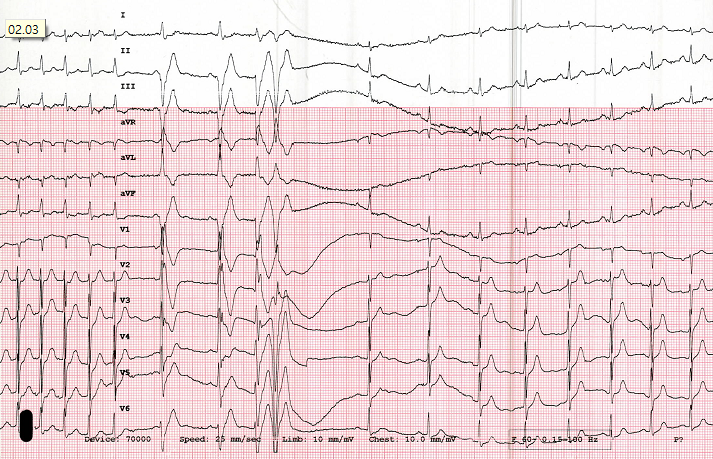 02.03
I
II
III
aVR
aVL
aVF
V1
V2
V3
V4
V5
V6
Device: 70000 Speed: 25 mm/sec Limb: 10 mm/mV Chest: 10.0 mm/mV F 60~ 0.15-100 Hz P?